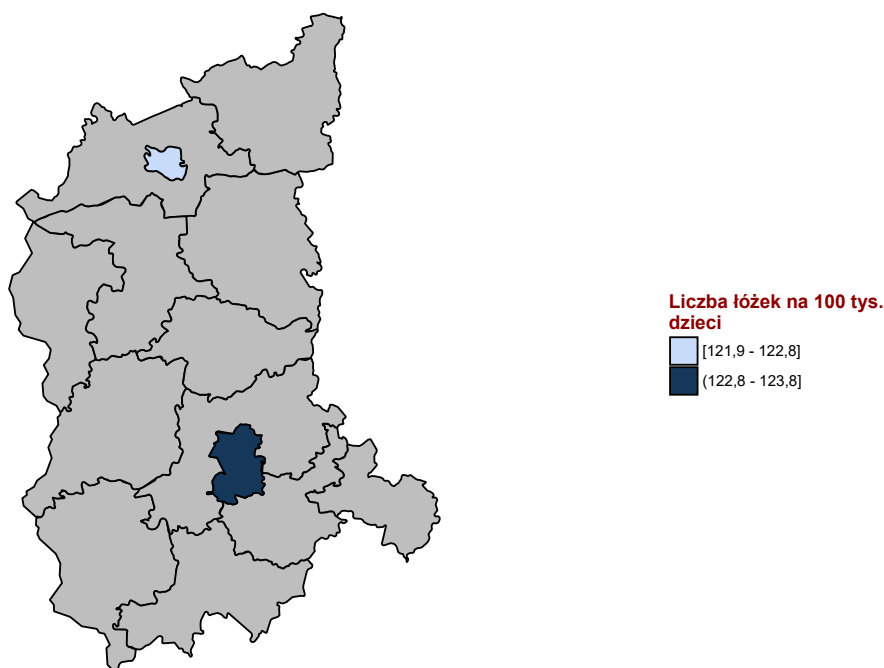 Liczba łóżek na 100 tys.
dzieci
[121,9 - 122,8]
(122,8 - 123,8]